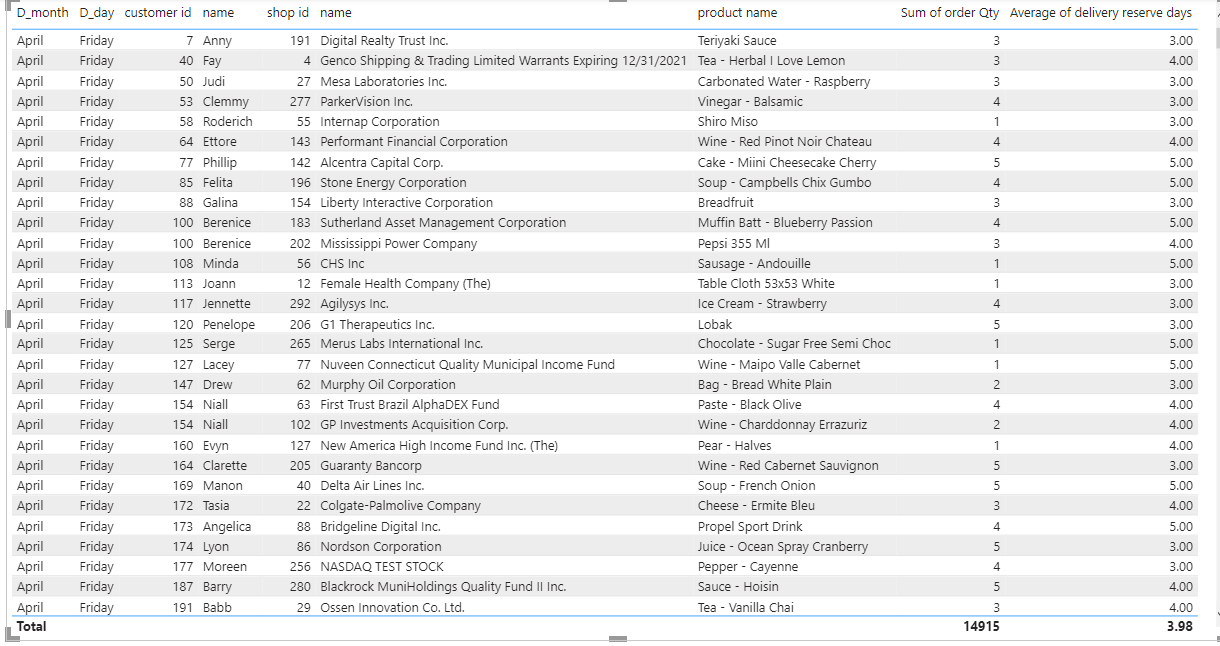 D_month D_day customer id name shop id name product name Sum of order Qty Average of delivery reserve days
April Friday 7 Anny 191 Digital Realty Trust Inc. Teriyaki Sauce 3 3.00
April Friday 40 Fay 4 Genco Shipping & Trading Limited Warrants Expiring 12/31/2021 Tea - Herbal I Love Lemon 3 4.00
April Friday 50 Judi 27 Mesa Laboratories Inc. Carbonated Water - Raspberry 3 3.00
April Friday 53 Clemmy 277 ParkerVision Inc. Vinegar - Balsamic 4 3.00
April Friday 58 Roderich 55 Internap Corporation Shiro Miso 1 3.00
April Friday 64 Ettore 143 Performant Financial Corporation Wine - Red Pinot Noir Chateau 4 4.00
April Friday 77 Phillip 142 Alcentra Capital Corp. Cake - Miini Cheesecake Cherry 5 5.00
April Friday 85 Felita 196 Stone Energy Corporation Soup - Campbells Chix Gumbo 4 5.00
April Friday 88 Galina 154 Liberty Interactive Corporation Breadfruit 3 3.00
April Friday 100 Berenice 183 Sutherland Asset Management Corporation Muffin Batt - Blueberry Passion 4 5.00
April Friday 100 Berenice 202 Mississippi Power Company Pepsi 355 Ml 3 4.00
April Friday 108 Minda 56 CHS Inc Sausage - Andouille 1 5.00
April Friday 113 Joann 12 Female Health Company (The) Table Cloth 53x53 White 1 3.00
April Friday 117 Jennette 292 Agilysys Inc. Ice Cream - Strawberry 4 3.00
April Friday 120 Penelope 206 G1 Therapeutics Inc. Lobak 5 3.00
April Friday 125 Serge 265 Merus Labs International Inc. Chocolate - Sugar Free Semi Choc 1 5.00
April Friday 127 Lacey 77 Nuveen Connecticut Quality Municipal Income Fund Wine - Maipo Valle Cabernet 1 5.00
April Friday 147 Drew 62 Murphy Oil Corporation Bag - Bread White Plain 2 3.00
April Friday 154 Niall 63 First Trust Brazil AlphaDEX Fund Paste - Black Olive 4 4.00
April Friday 154 Niall 102 GP Investments Acquisition Corp. Wine - Charddonnay Errazuriz 2 4.00
April Friday 160 Evyn 127 New America High Income Fund Inc. (The) Pear - Halves 1 4.00
April Friday 164 Clarette 205 Guaranty Bancorp Wine - Red Cabernet Sauvignon 5 3.00
April Friday 169 Manon 40 Delta Air Lines Inc. Soup - French Onion 5 5.00
April Friday 172 Tasia 22 Colgate-Palmolive Company Cheese - Ermite Bleu 3 4.00
April Friday 173 Angelica 88 Bridgeline Digital Inc. Propel Sport Drink 4 5.00
April Friday 174 Lyon 86 Nordson Corporation Juice - Ocean Spray Cranberry 5 3.00
April Friday 177 Moreen 256 NASDAQ TEST STOCK Pepper - Cayenne 4 3.00
April Friday 187 Barry 280 Blackrock MuniHoldings Quality Fund II Inc. Sauce - Hoisin 5 4.00
April Friday 191 Babb 29 Ossen Innovation Co. Ltd. Tea - Vanilla Chai 3 4.00
Total 14915 3.98